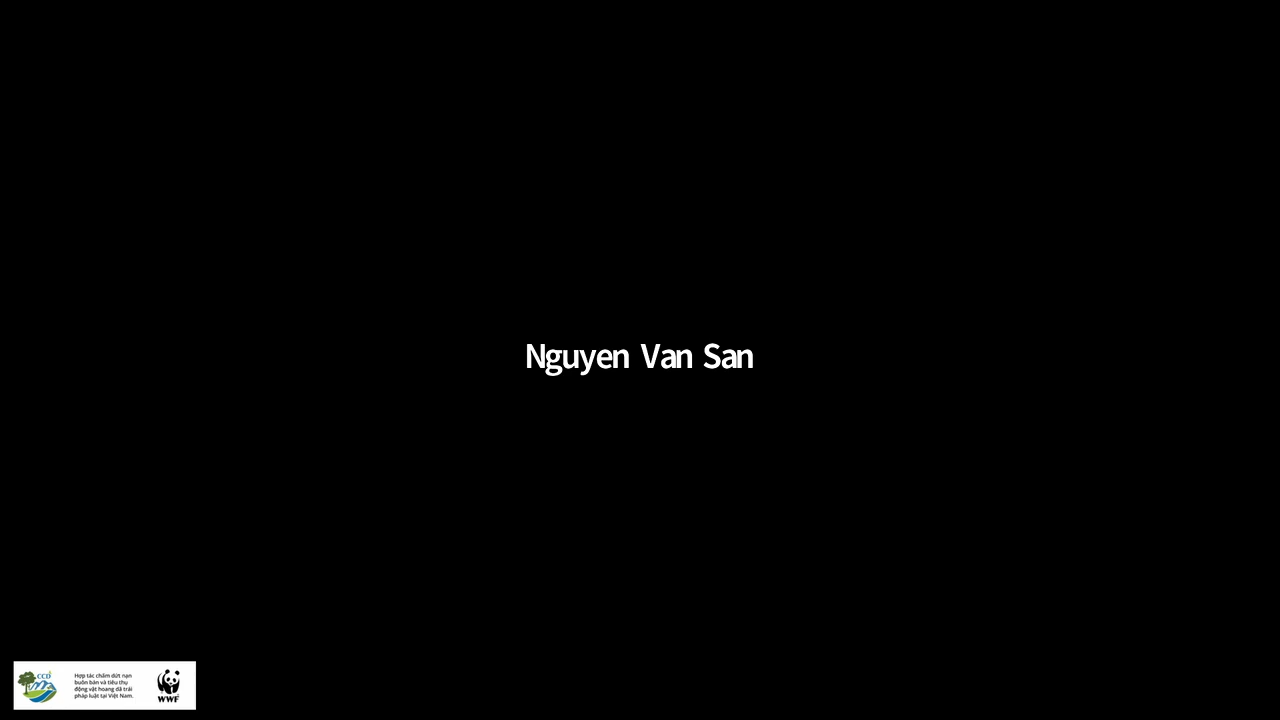 Nguyen Van San
CCD
Hợp tác chấm dứt nạn
buôn bán và tiêu thụ
động vật hoang dã trái
pháp luật tại Việt Nam.
WWF